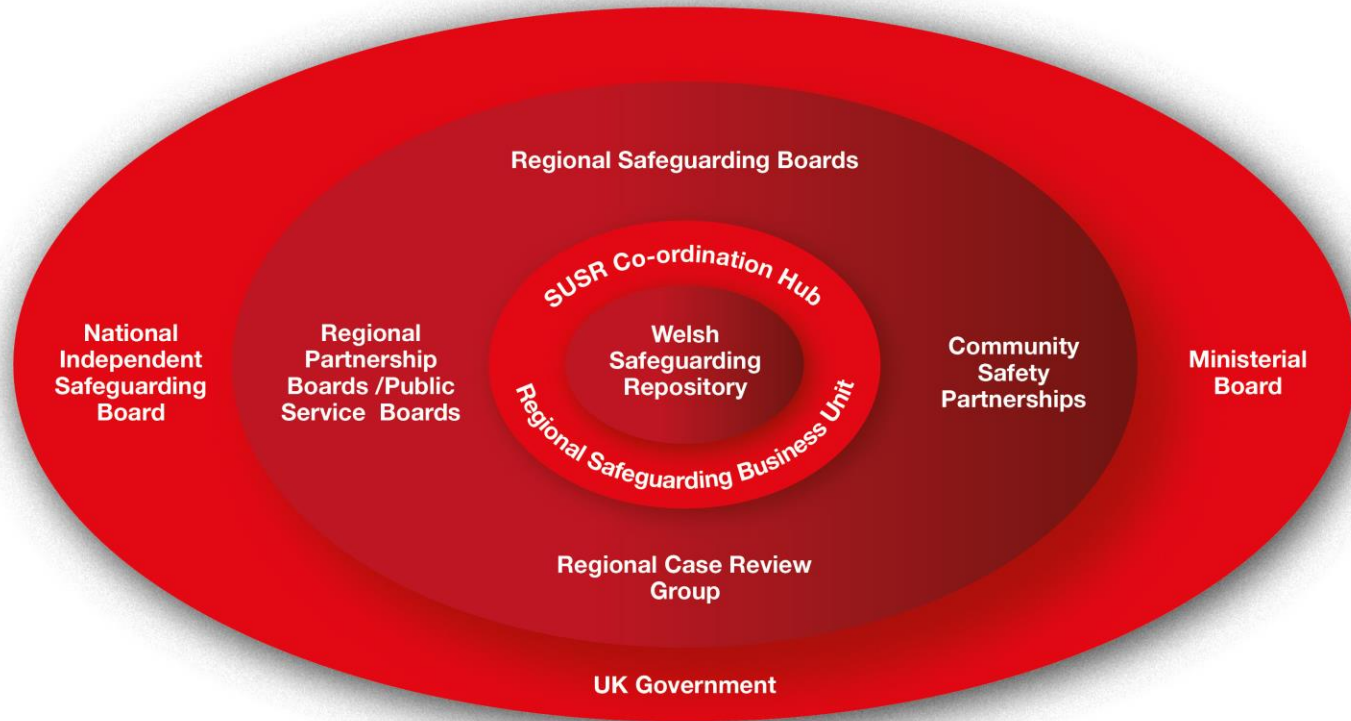 Regional Safeguarding Boards
SUSR Co-ordination Hub
National
Independent
Safeguarding
Board
Regional
Partnership
Boards /Public
Service Boards
Welsh
Safeguarding
Repository
Community
Safety
Partnerships
Ministerial
Board
Regional Safeguarding Business Unit
Regional Case Review
Group
UK Government